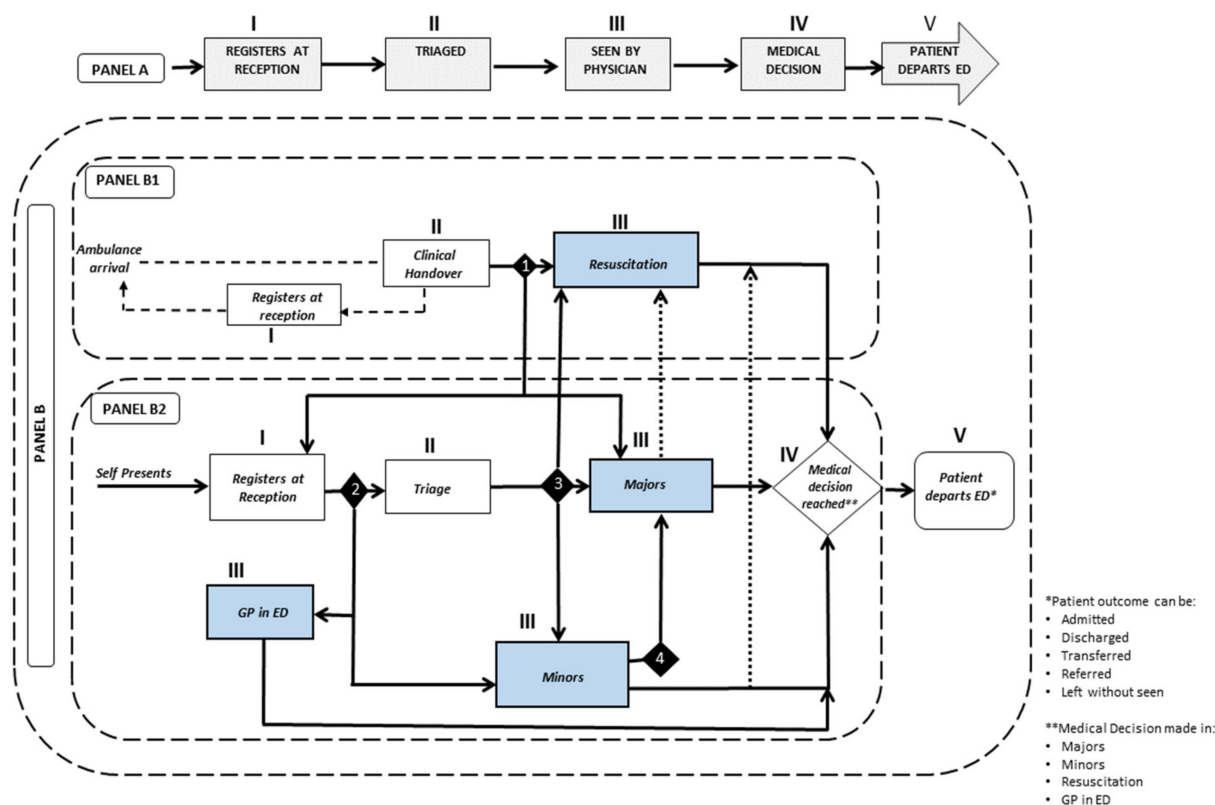 I
II
III
IV
V
PANEL A
REGISTERS AT
RECEPTION
TRIAGED
SEEN BY
PHYSICIAN
MEDICAL
DECISION
PATIENT
DEPARTS ED
PANEL B
PANEL B1
II
III
Ambulance
arrival
Clinical
Handover
1
Resuscitation
Registers at
reception
I
PANEL B2
I
II
III
IV
V
Self Presents
Registers at
Reception
2
Triage
3
Majors
Medical
decision
reached**
Patient
departs ED*
III
GP in ED
III
Minors
4
*Patient outcome can be:
• Admitted
• Discharged
• Transferred
• Referred
• Left without seen
**Medical Decision made in:
• Majors
• Minors
• Resuscitation
• GP in ED